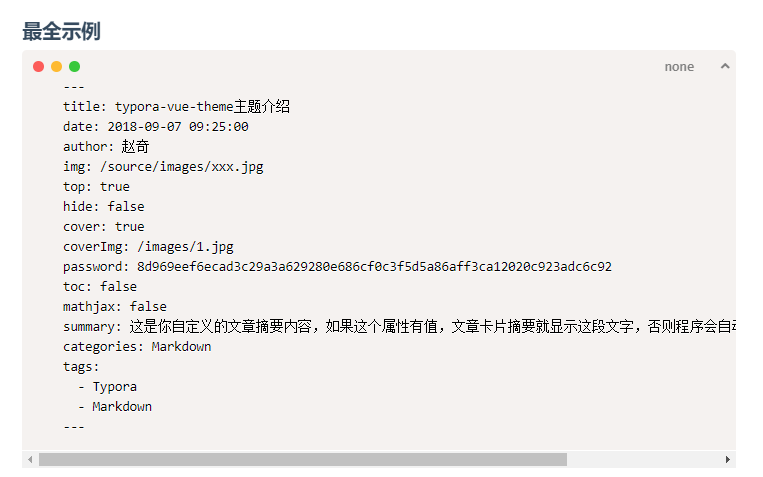 最全示例
none
---
title: typora-vue-theme主题介绍
date: 2018-09-07 09:25:00
author: 赵奇
img: /source/images/xxx.jpg
top: true
hide: false
cover: true
coverImg: /images/1.jpg
password: 8d969eef6ecad3c29a3a629280e686cf0c3f5d5a86aff3ca12020c923adc6c92
toc: false
mathjax: false
summary: 这是你自定义的文章摘要内容，如果这个属性有值，文章卡片摘要就显示这段文字，否则程序会自动
categories: Markdown
tags:
  - Typora
  - Markdown
---